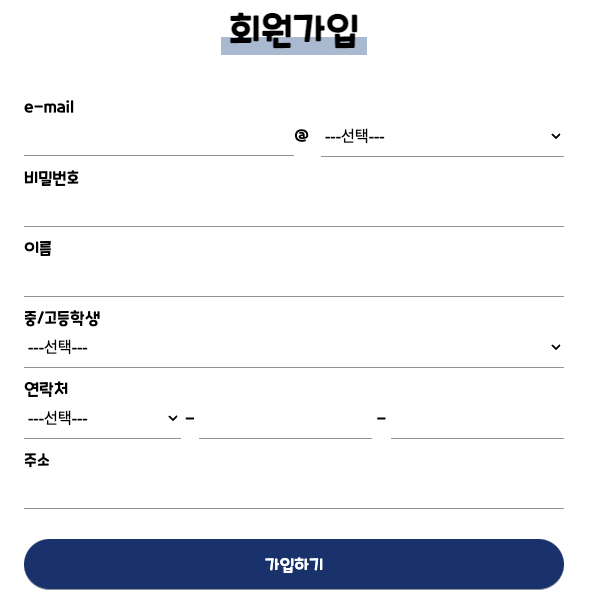 회원가입
e-mail
@ ---선택---
비밀번호
이름
중/고등학생
---선택---
연락처
---선택--- - -
주소
가입하기